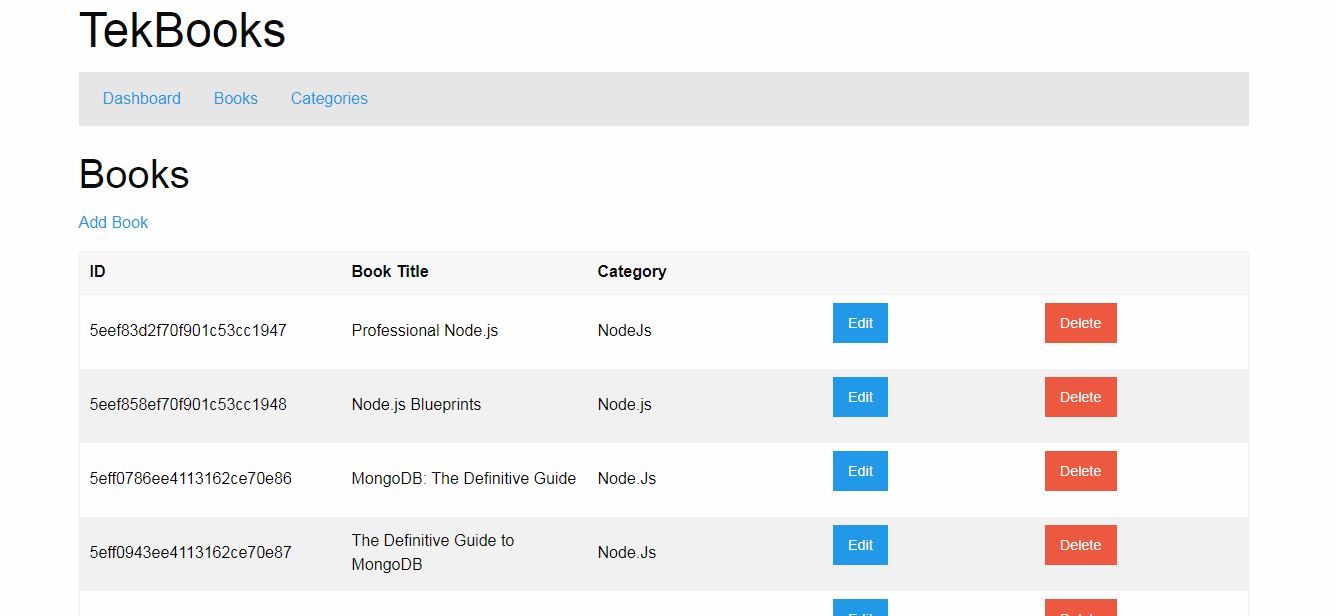 TekBooks
Dashboard Books Categories
Books
Add Book
ID Book Title Category
5eef83d2f70f901c53cc1947 Professional Node.js NodeJs Edit Delete
5eef858ef70f901c53cc1948 Node.js Blueprints Node.js Edit Delete
5eff0786ee4113162ce70e86 MongoDB: The Definitive Guide Node.Js Edit Delete
5eff0943ee4113162ce70e87 The Definitive Guide to Node.Js Edit Delete
MongoDB
Edit Delete